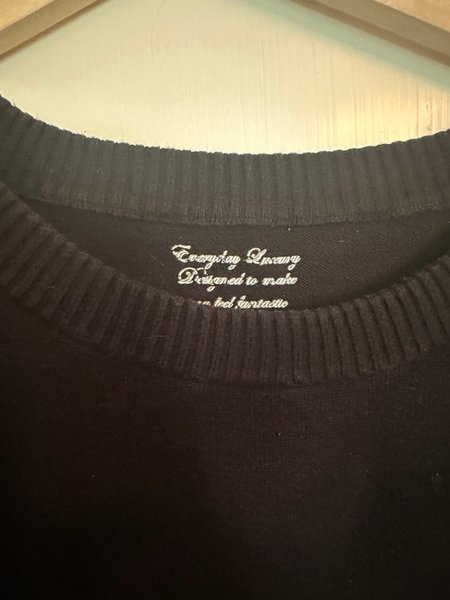 Everyday Luxury
Designed to make
feel fantastic